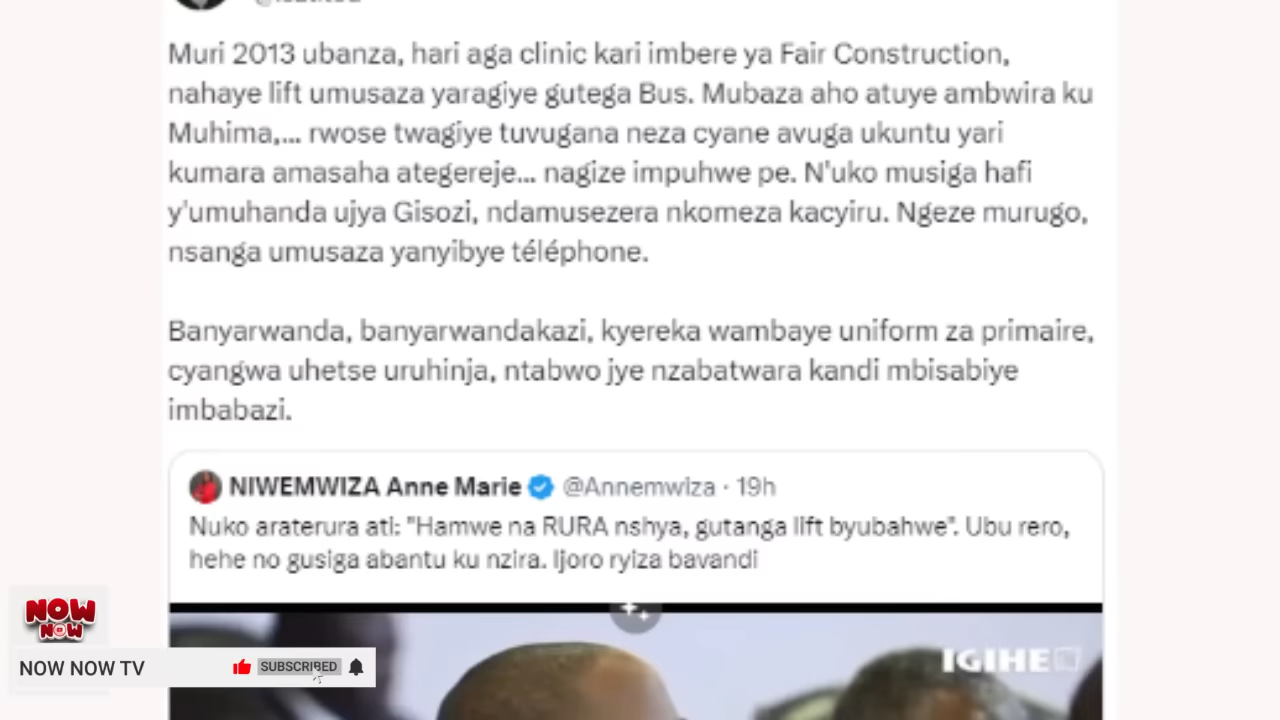 Muri 2013 ubanza, hari aga clinic kari imbere ya Fair Construction,
nahaye lift umusaza yaragiye gutega Bus. Mubaza aho atuye ambwira ku
Muhima,... rwose twagiye tuvugana neza cyane avuga ukuntu yari
kumara amasaha ategereje... nagize impuhwe pe. N'uko musiga hafi
y'umuhanda ujya Gisozi, ndamusezera nkomeza kacyiru. Ngeze murugo,
nsanga umusaza yanyibye téléphone.
Banyarwanda, banyarwandakazi, kyereka wambaye uniform za primaire,
cyangwa uhetse uruhinja, ntabwo jye nzabatwara kandi mbisabiye
imbabazi.
NIWEMWIZA Anne Marie @Annemwiza · 19h
Nuko araterura ati: "Hamwe na RURA nshya, gutanga lift byubahwe". Ubu rero,
hehe no gusiga abantu ku nzira. Ijoro ryiza bavandi
IGIHE
NOW
NOW
NOW NOW TV
SUBSCRIBED